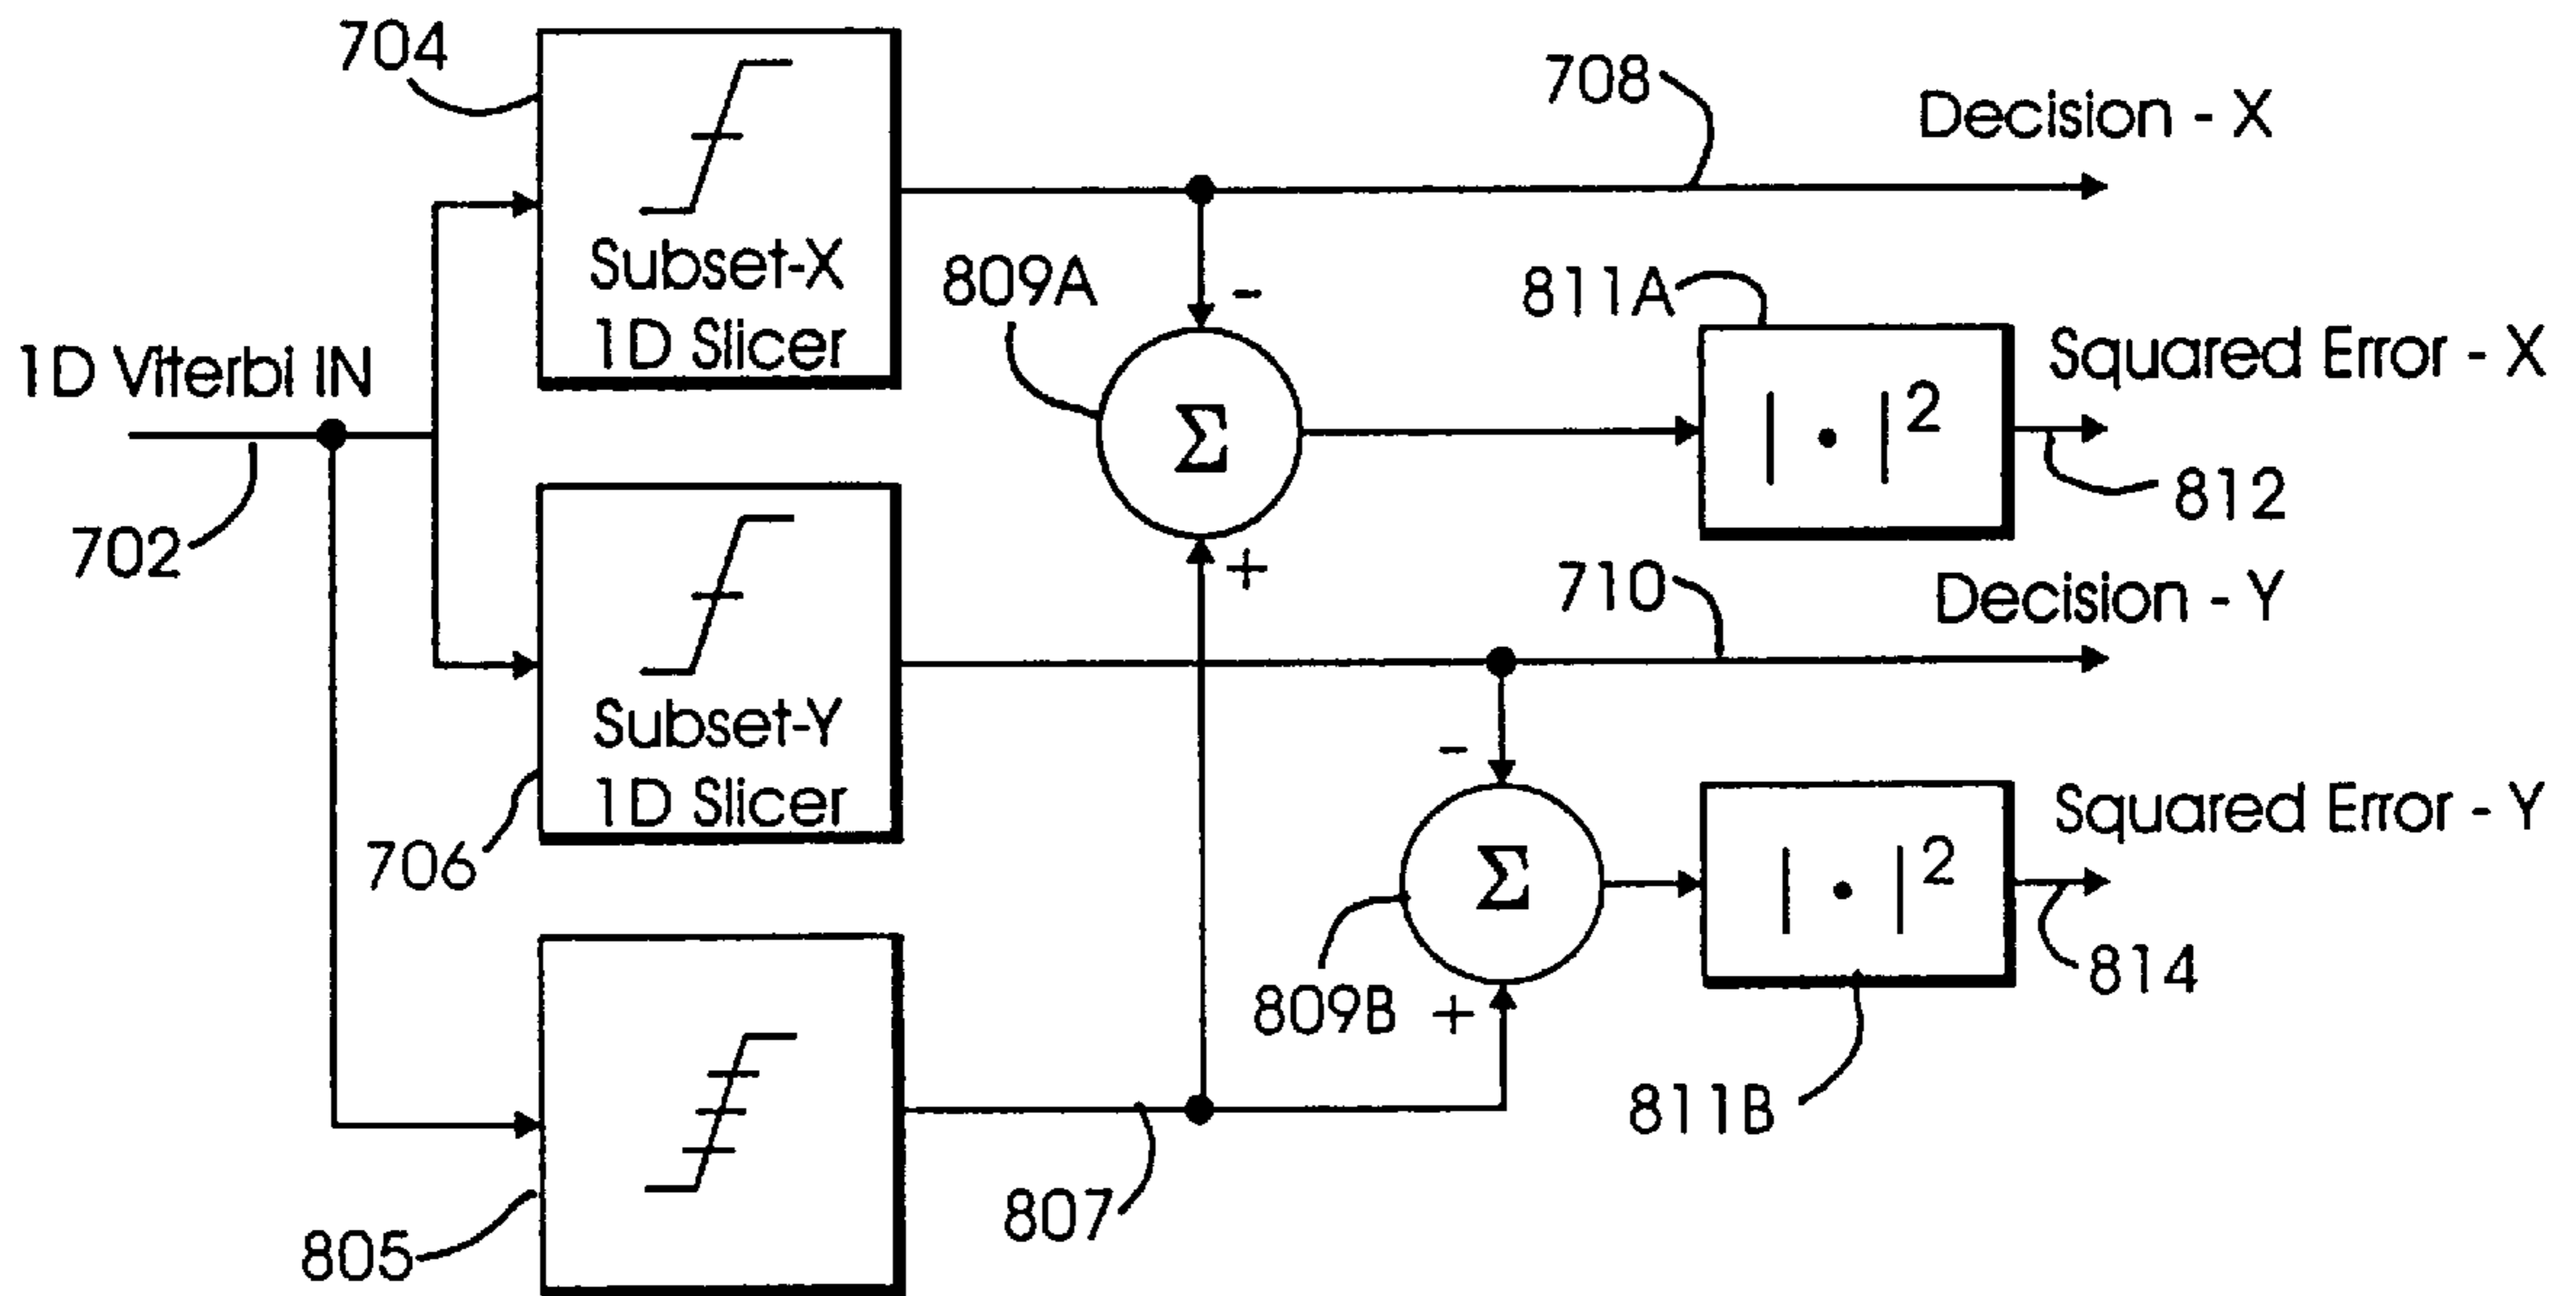 704
708
Decision - X
Subset-X
1D Slicer
809A
-
811A
| • | 2
Squared Error - X
812
1D Viterbi IN
702
Σ
+
710
Decision - Y
Subset-Y
1D Slicer
706
-
Σ
809B
+
| • | 2
Squared Error - Y
814
811B
807
805